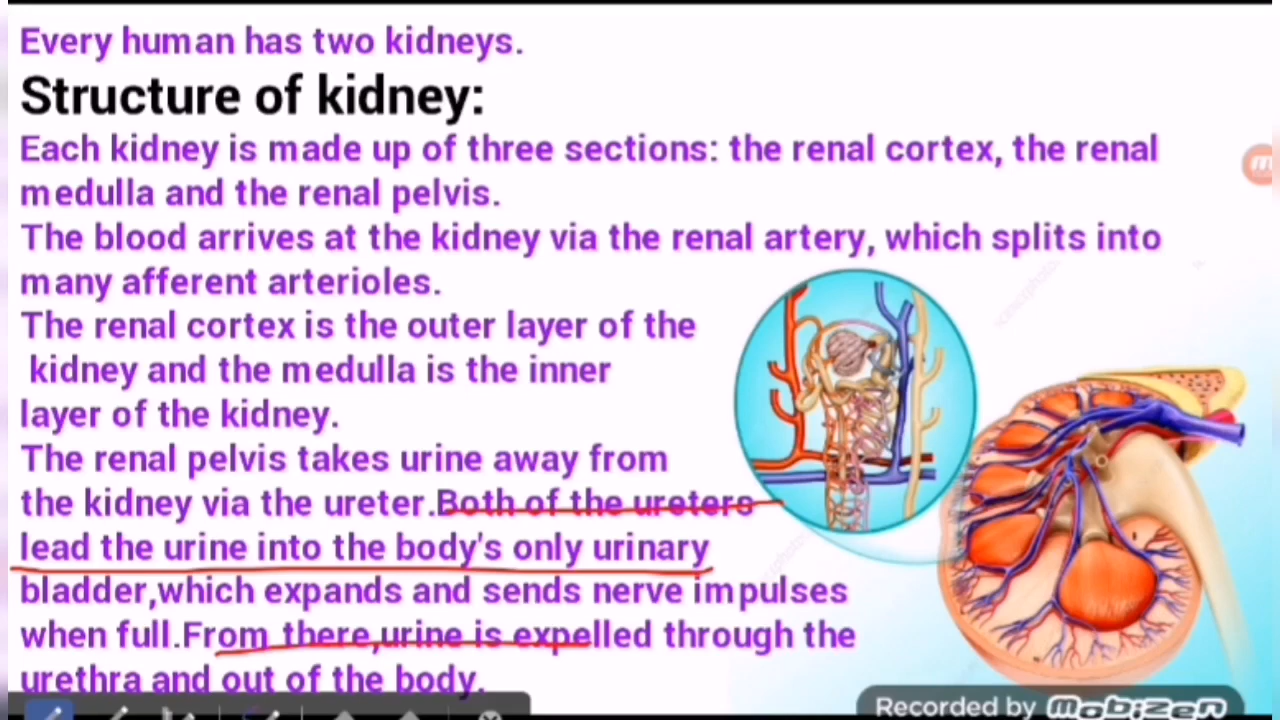 Every human has two kidneys.
Structure of kidney:
Each kidney is made up of three sections: the renal cortex, the renal
medulla and the renal pelvis.
The blood arrives at the kidney via the renal artery, which splits into
many afferent arterioles.
The renal cortex is the outer layer of the
kidney and the medulla is the inner
layer of the kidney.
The renal pelvis takes urine away from
the kidney via the ureter.Both of the ureters
lead the urine into the body's only urinary
bladder,which expands and sends nerve impulses
when full.From there,urine is expelled through the
urethra and out of the body.
Recorded by mobizen